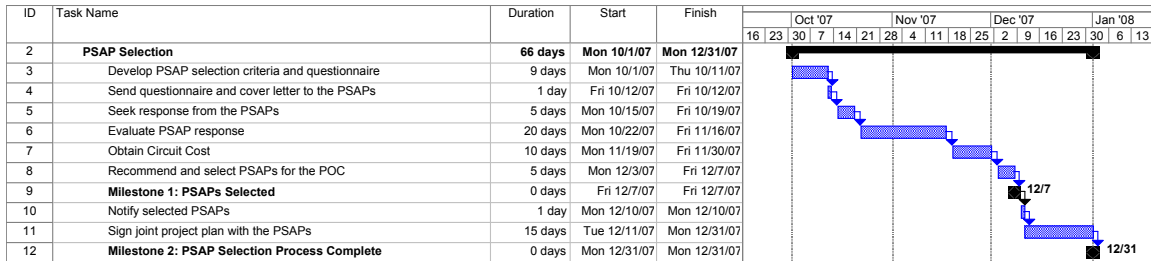 ID Task Name Duration Start Finish Oct '07 Nov '07 Dec '07 Jan '08
16 23 30 7 14 21 28 4 11 18 25 2 9 16 23 30 6 13
2 PSAP Selection 66 days Mon 10/1/07 Mon 12/31/07
3 Develop PSAP selection criteria and questionnaire 9 days Mon 10/1/07 Thu 10/11/07
4 Send questionnaire and cover letter to the PSAPs 1 day Fri 10/12/07 Fri 10/12/07
5 Seek response from the PSAPs 5 days Mon 10/15/07 Fri 10/19/07
6 Evaluate PSAP response 20 days Mon 10/22/07 Fri 11/16/07
7 Obtain Circuit Cost 10 days Mon 11/19/07 Fri 11/30/07
8 Recommend and select PSAPs for the POC 5 days Mon 12/3/07 Fri 12/7/07
9 Milestone 1: PSAPs Selected 0 days Fri 12/7/07 Fri 12/7/07 12/7
10 Notify selected PSAPs 1 day Mon 12/10/07 Mon 12/10/07
11 Sign joint project plan with the PSAPs 15 days Tue 12/11/07 Mon 12/31/07
12 Milestone 2: PSAP Selection Process Complete 0 days Mon 12/31/07 Mon 12/31/07 12/31